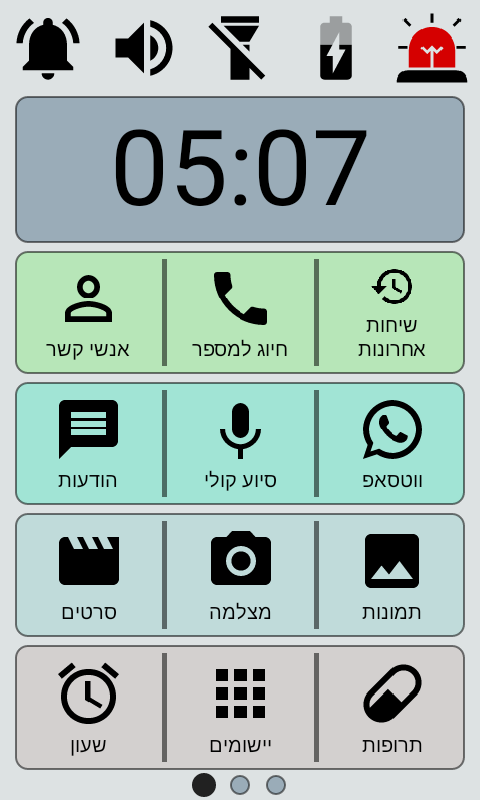 05:07
שיחות
אחרונות
חיוג למספר
אנשי קשר
ווטסאפ
סיוע קולי
הודעות
תמונות
מצלמה
סרטים
תרופות
יישומים
שעון